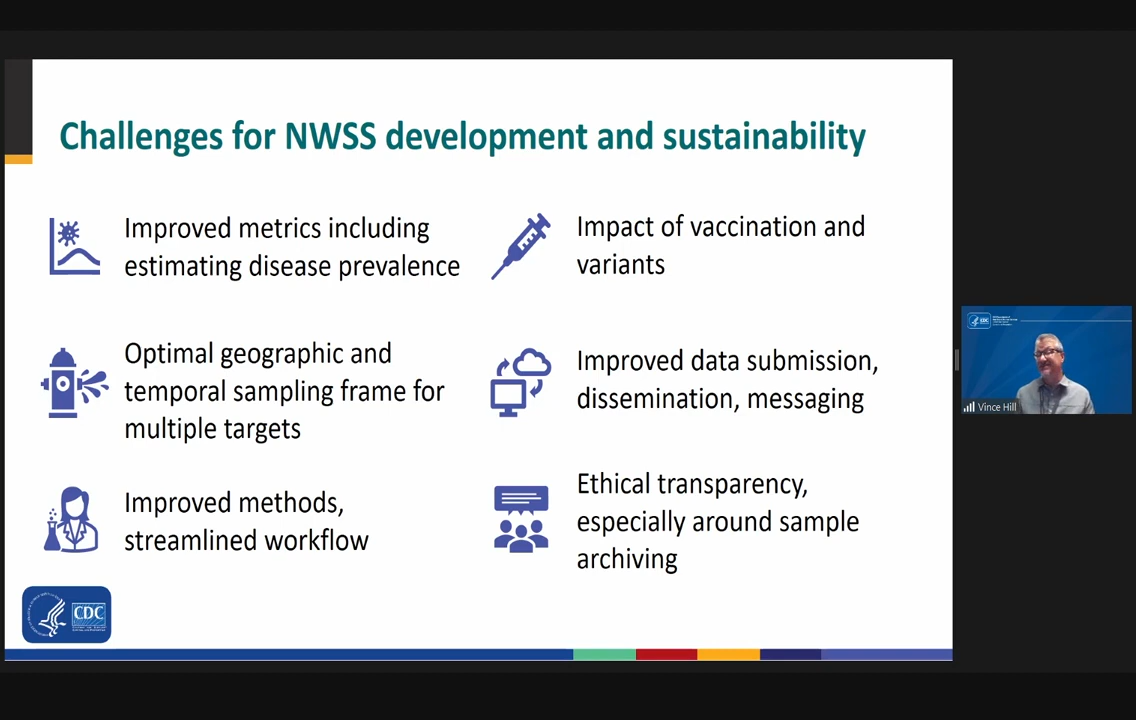 Challenges for NWSS development and sustainability
Improved metrics including
estimating disease prevalence
Optimal geographic and
temporal sampling frame for
multiple targets
Improved methods,
streamlined workflow
Impact of vaccination and
variants
Improved data submission,
dissemination, messaging
Ethical transparency,
especially around sample
archiving
CDC
CDC
Vince Hill